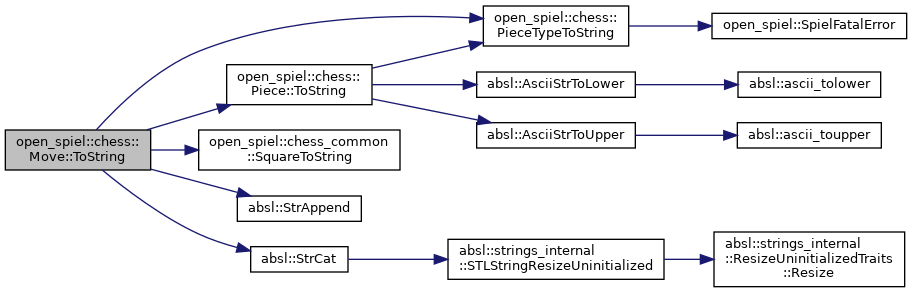 open_spiel::chess::
Move::ToString
open_spiel::chess::
PieceTypeToString
open_spiel::SpielFatalError
open_spiel::chess::
Piece::ToString
absl::AsciiStrToLower
absl::ascii_tolower
absl::AsciiStrToUpper
absl::ascii_toupper
open_spiel::chess_common
::SquareToString
absl::StrAppend
absl::StrCat
absl::strings_internal
::STLStringResizeUninitialized
absl::strings_internal
::ResizeUninitializedTraits
::Resize